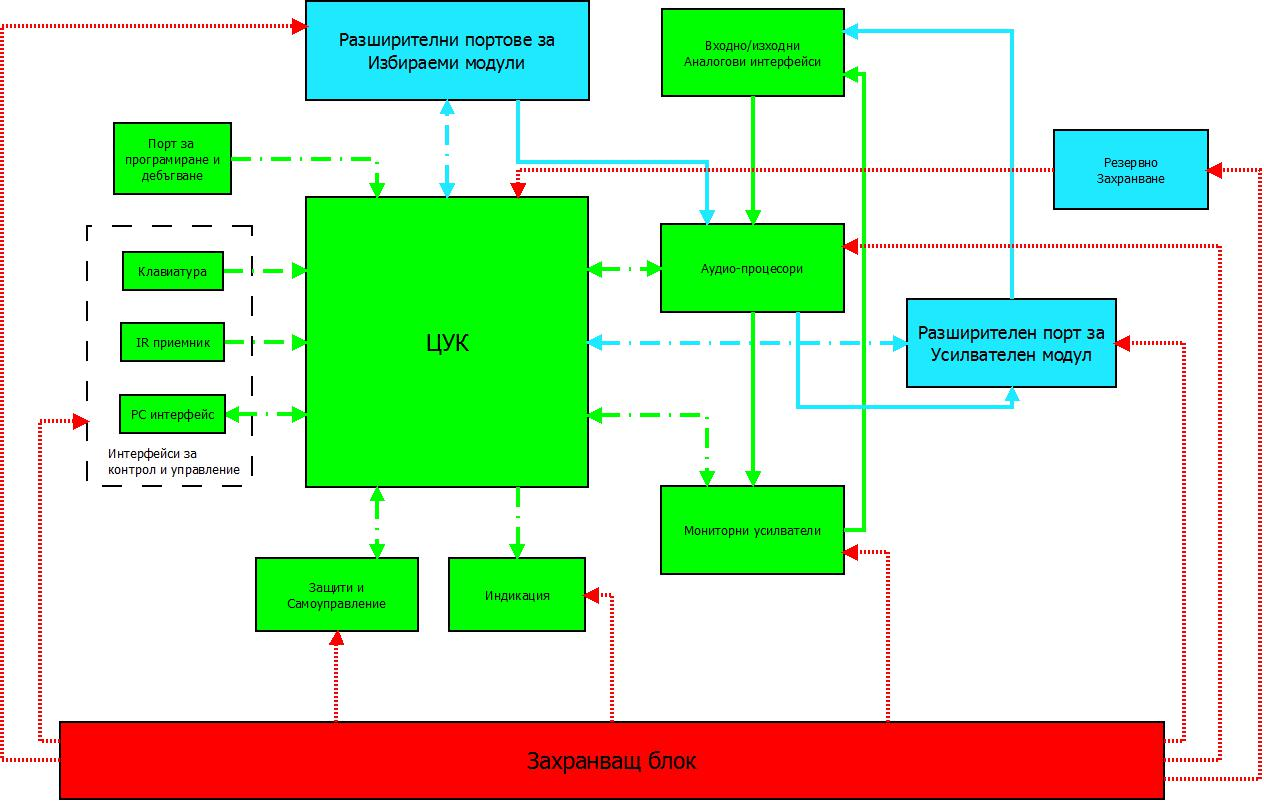 Разширителни портове за
Избираеми модули
Входно/изходни
Аналогови интерфейси
Порт за
програмиране и
дебъгване
Резервно
Захранване
Клавиатура
IR приемник
PC интерфейс
Интерфейси за
контрол и управление
ЦУК
Аудио-процесори
Разширителен порт за
Усилвателен модул
Мониторни усилватели
Защити и
Самоуправление
Индикация
Захранващ блок